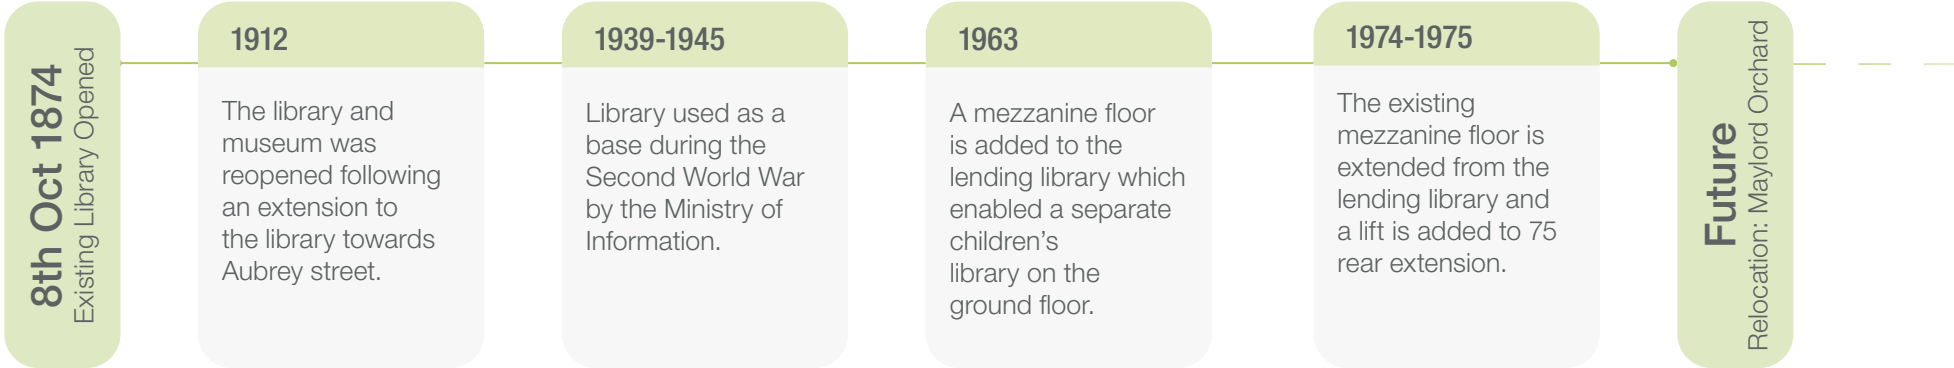 8th Oct 1874
Existing Library Opened
1912
The library and
museum was
reopened following
an extension to
the library towards
Aubrey street.
1939-1945
Library used as a
base during the
Second World War
by the Ministry of
Information.
1963
A mezzanine floor
is added to the
lending library which
enabled a separate
children’s
library on the
ground floor.
1974-1975
The existing
mezzanine floor is
extended from the
lending library and
a lift is added to 75
rear extension.
Future
Relocation: Maylord Orchard